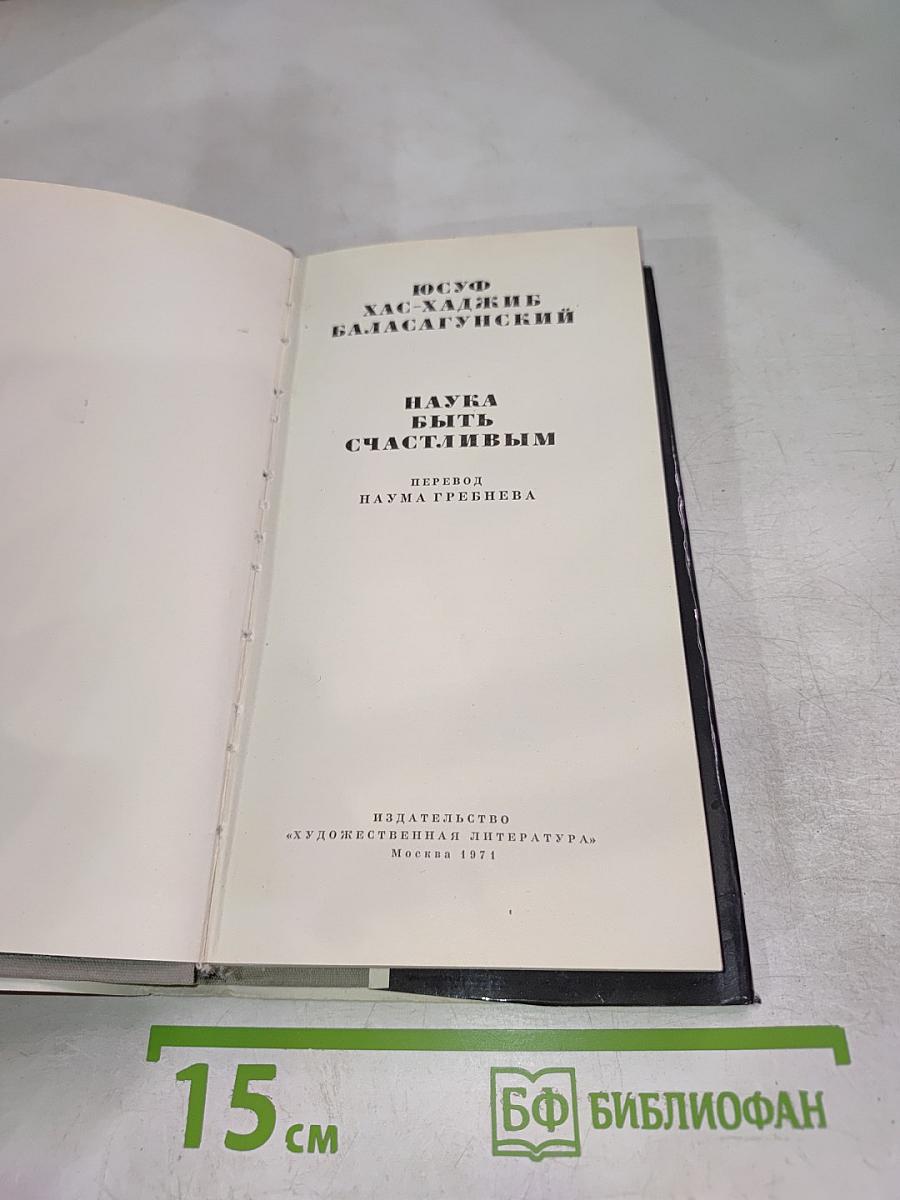 ЮСУФ
ХАС-ХАДЖИБ
БАЛАСАГУНСКИЙ
НАУКА
БЫТЬ
СЧАСТЛИВЫМ
ПЕРЕВОД
НАУМА ГРЕБНЕВА
ИЗДАТЕЛЬСТВО
«ХУДОЖЕСТВЕННАЯ ЛИТЕРАТУРА»
Москва 1971
15 см
БФ БИБЛИОФАН